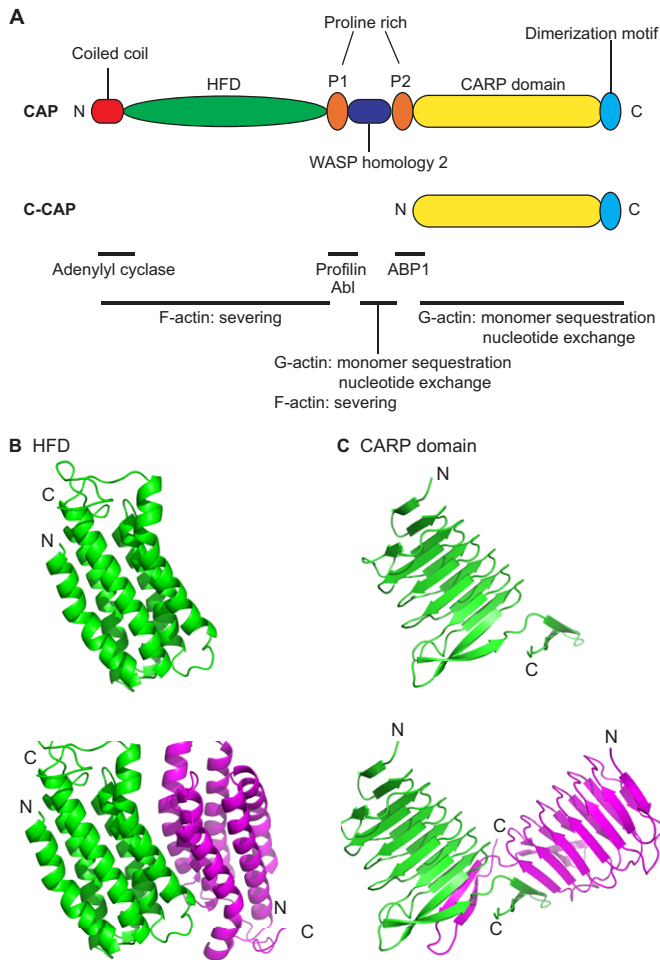 A
Proline rich
Coiled coil
Dimerization motif
HFD
P1
P2
CARP domain
CAP
N
C
WASP homology 2
C-CAP
N
C
Adenylyl cyclase
Profilin
Abl
ABP1
F-actin: severing
G-actin: monomer sequestration
nucleotide exchange
G-actin: monomer sequestration
nucleotide exchange
F-actin: severing
B HFD
C
N
C CARP domain
N
C
C
N
N
C
N
N
C
C